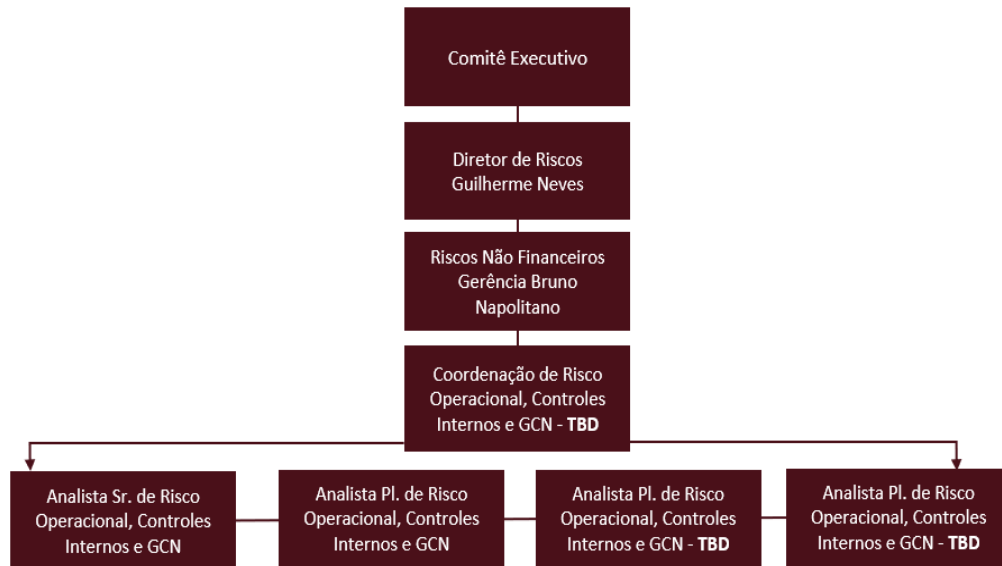 Comitê Executivo
Diretor de Riscos
Guilherme Neves
Riscos Não Financeiros
Gerência Bruno
Napolitano
Coordenação de Risco
Operacional, Controles
Internos e GCN - TBD
Analista Sr. de Risco
Operacional, Controles
Internos e GCN
Analista Pl. de Risco
Operacional, Controles
Internos e GCN
Analista Pl. de Risco
Operacional, Controles
Internos e GCN - TBD
Analista Pl. de Risco
Operacional, Controles
Internos e GCN - TBD